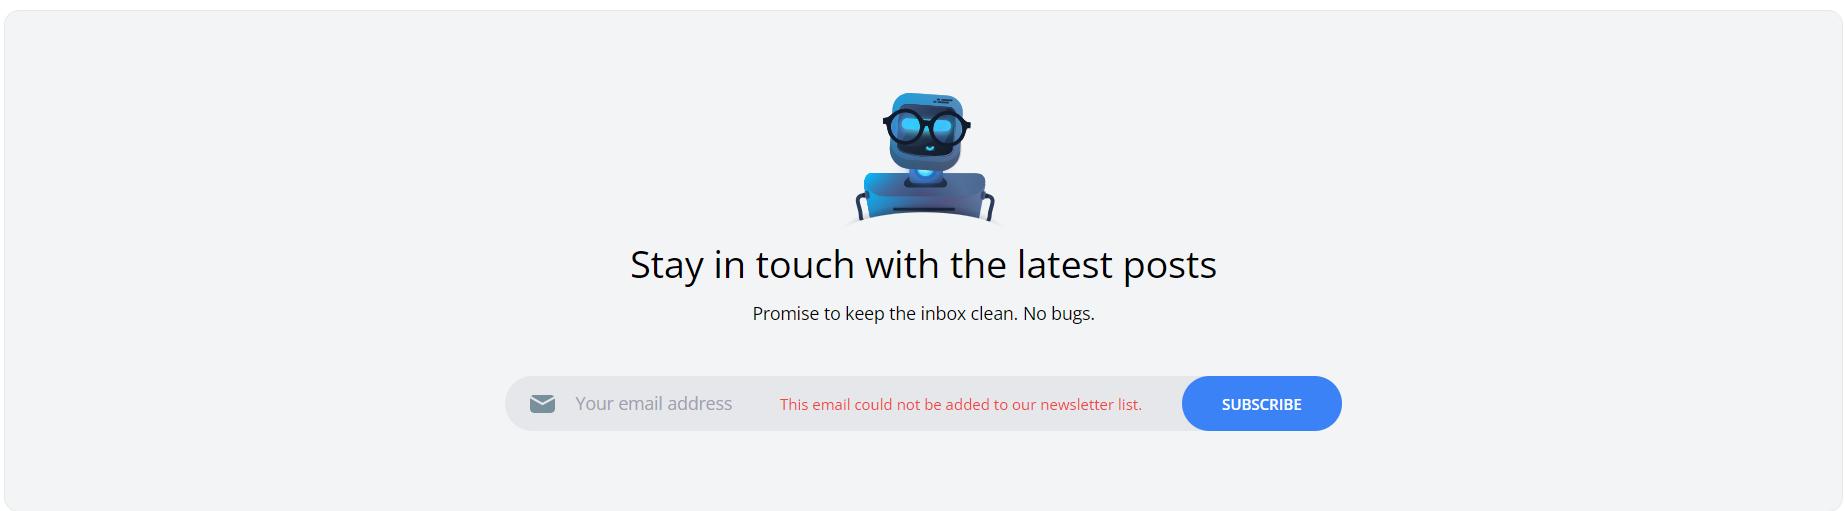 Stay in touch with the latest posts
Promise to keep the inbox clean. No bugs.
Your email address This email could not be added to our newsletter list. SUBSCRIBE